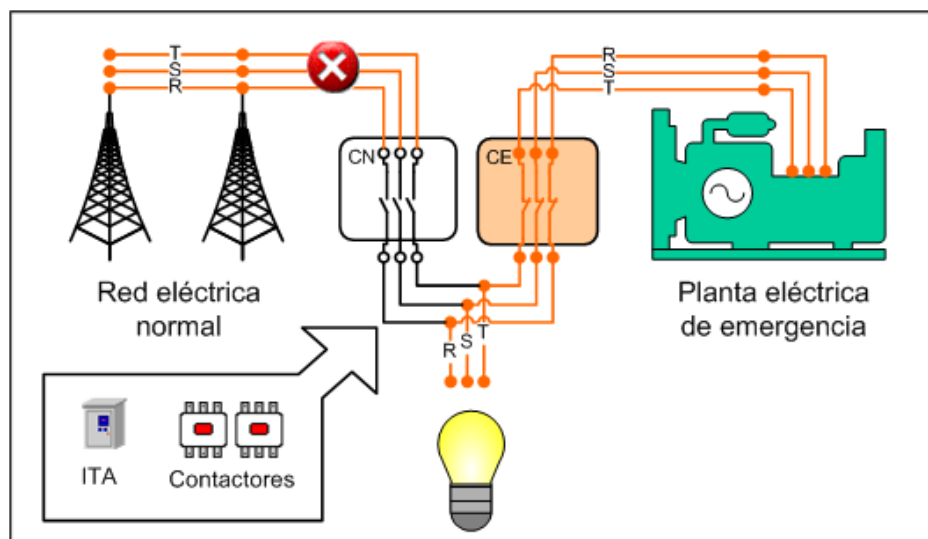 T
S
R
CN
CE
R
S
T
Red eléctrica
normal
Planta eléctrica
de emergencia
R
S
T
ITA
Contactores